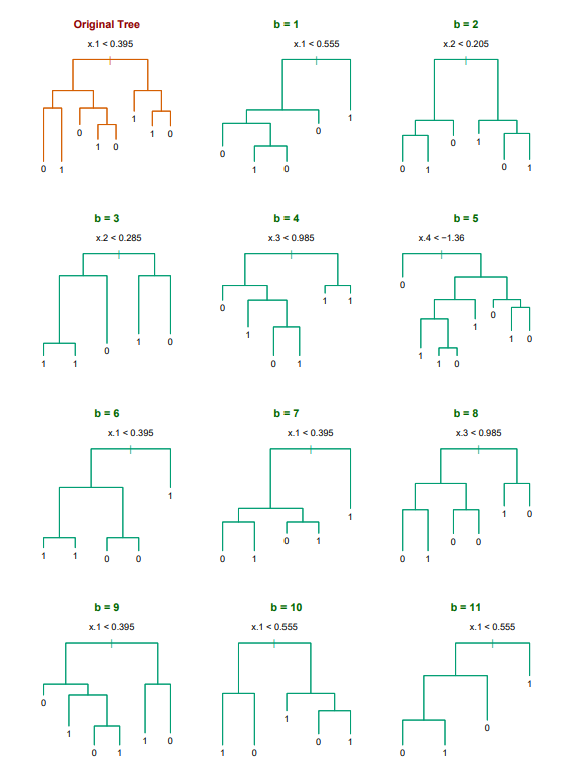 Original Tree
x.1 < 0.395
0 1 0 1 0 1 1 0
b = 1
x.1 < 0.555
0 1 0 0 1
b = 2
x.2 < 0.205
0 1 0 1 0 1
b = 3
x.2 < 0.285
1 1 0 1 0
b = 4
x.3 < 0.985
0 1 0 1 1 1
b = 5
x.4 < −1.36
0 1 1 0 1 0 1 0
b = 6
x.1 < 0.395
1 1 0 0 1
b = 7
x.1 < 0.395
0 1 0 1 1
b = 8
x.3 < 0.985
0 1 0 0 1 0
b = 9
x.1 < 0.395
0 1 0 1 1 0
b = 10
x.1 < 0.555
1 0 1 0 1
b = 11
x.1 < 0.555
0 1 0 1